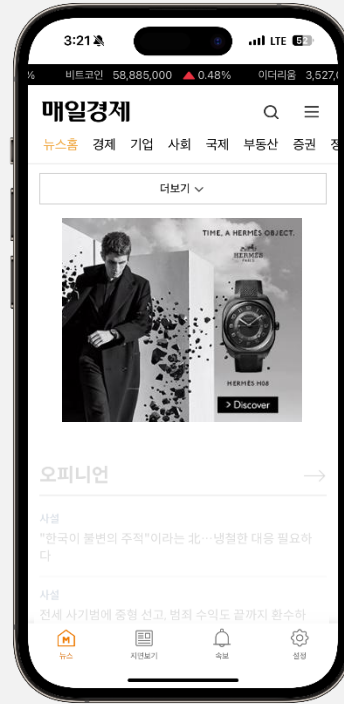 3:21 LTE 52
% 비트코인 58,885,000 ▲ 0.48% 이더리움 3,527,0
매일경제
뉴스홈 경제 기업 사회 국제 부동산 증권
더보기
TIME, A HERMÈS OBJECT.
HERMÈS
PARIS
HERMÈS H08
> Discover
오피니언
사설
"한국이 불변의 주적"이라는 北…냉철한 대응 필요하
다
사설
전세 사기범에 중형 선고, 범죄 수익도 끝까지 환수하
뉴스 지면보기 속보 설정